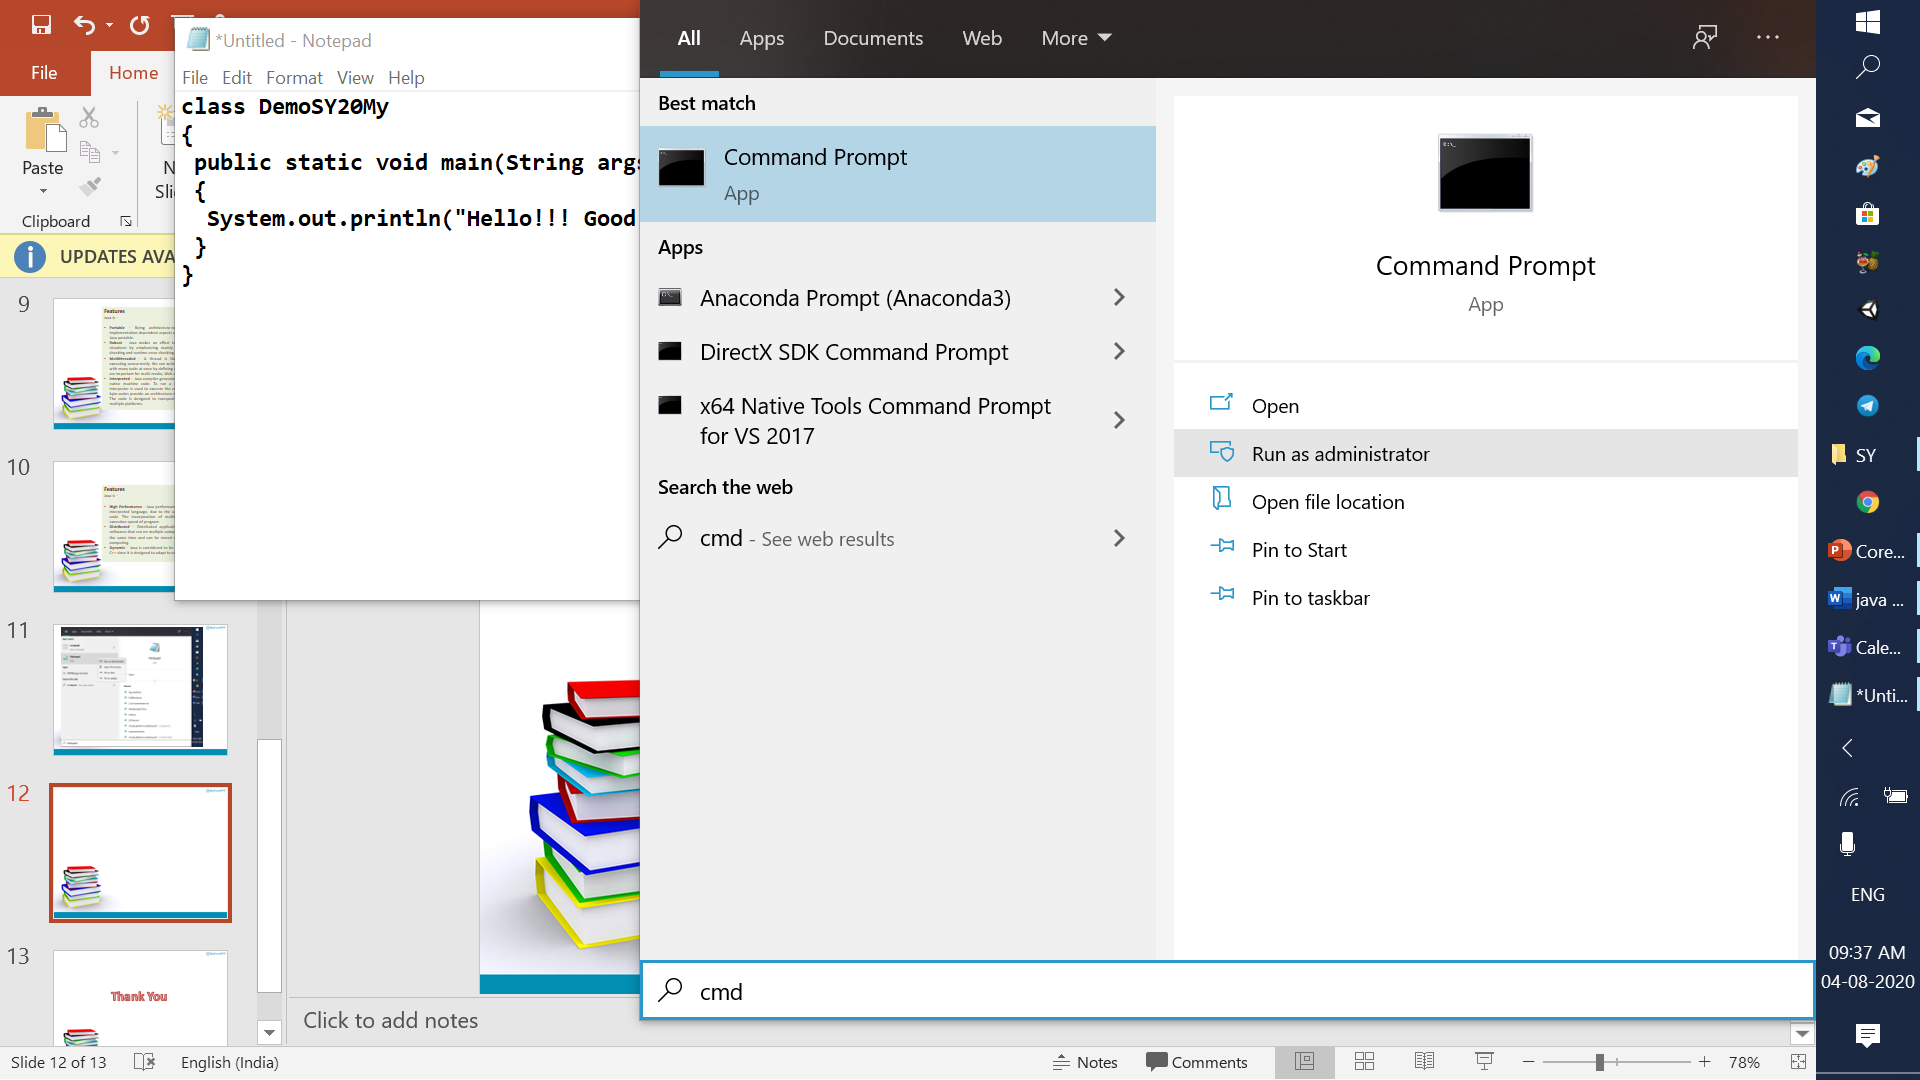 *Untitled - Notepad
File Edit Format View Help
class DemoSY20My
{
public static void main(String args
{
System.out.println("Hello!!! Good
}
}
File
Home
Paste
Clipboard
UPDATES AVA
9
Features
10
Features
11
12
13
Thank You
Click to add notes
Slide 12 of 13
English (India)
Notes
Comments
78%
All
Apps
Documents
Web
More
Best match
Command Prompt
App
Apps
Anaconda Prompt (Anaconda3)
DirectX SDK Command Prompt
x64 Native Tools Command Prompt
for VS 2017
Search the web
cmd - See web results
Command Prompt
App
Open
Run as administrator
Open file location
Pin to Start
Pin to taskbar
cmd
SY
Core...
java ...
Cale...
*Unti...
ENG
09:37 AM
04-08-2020